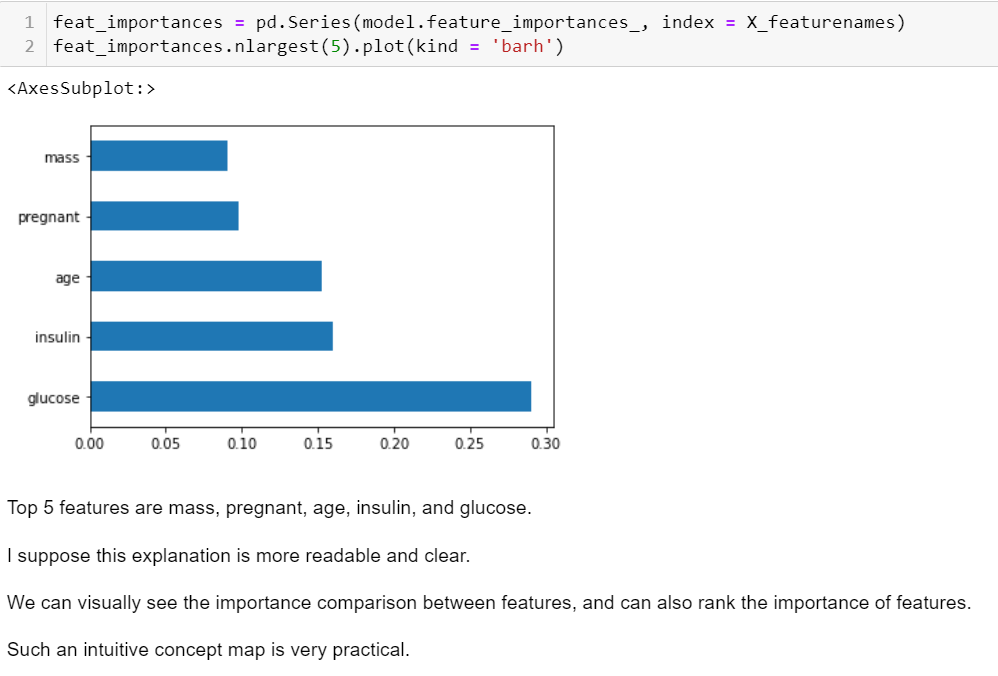 1 feat_importances = pd.Series(model.feature_importances_, index = X_featurenames)
2 feat_importances.nlargest(5).plot(kind = 'barh')
<AxesSubplot:>
mass
pregnant
age
insulin
glucose
0.00 0.05 0.10 0.15 0.20 0.25 0.30
Top 5 features are mass, pregnant, age, insulin, and glucose.
I suppose this explanation is more readable and clear.
We can visually see the importance comparison between features, and can also rank the importance of features.
Such an intuitive concept map is very practical.